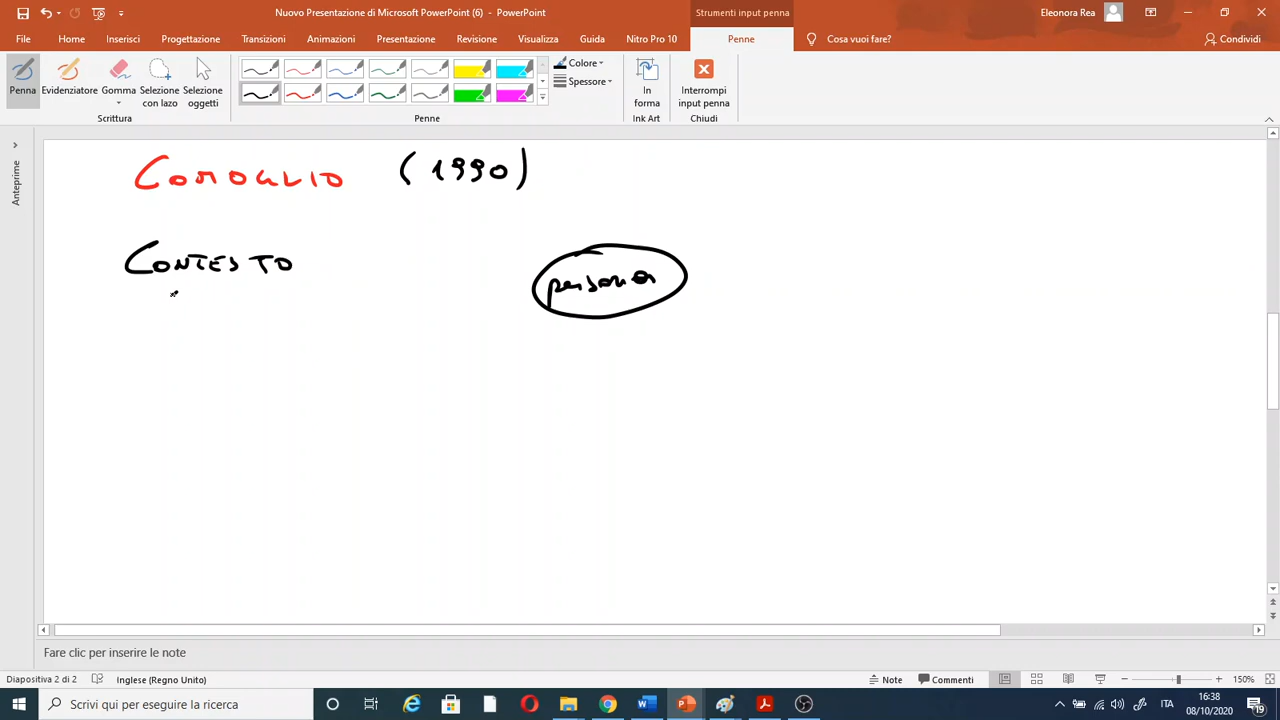 Nuovo Presentazione di Microsoft PowerPoint (6) - PowerPoint
Strumenti input penna
Eleonora Rea
File Home Inserisci Progettazione Transizioni Animazioni Presentazione Revisione Visualizza Guida Nitro Pro 10 Penne Cosa vuoi fare? Condividi
Penna Evidenziatore Gomma Selezione con lazo Selezione oggetti
Colore
Spessore
In forma
Interrompi input penna
Scrittura Penne Ink Art Chiudi
Anteprime
COMOGLIO (1990)
CONTESTO
persona
Fare clic per inserire le note
Diapositiva 2 di 2 Inglese (Regno Unito) Note Commenti 150%
Scrivi qui per eseguire la ricerca
ITA
16:38
08/10/2020
19